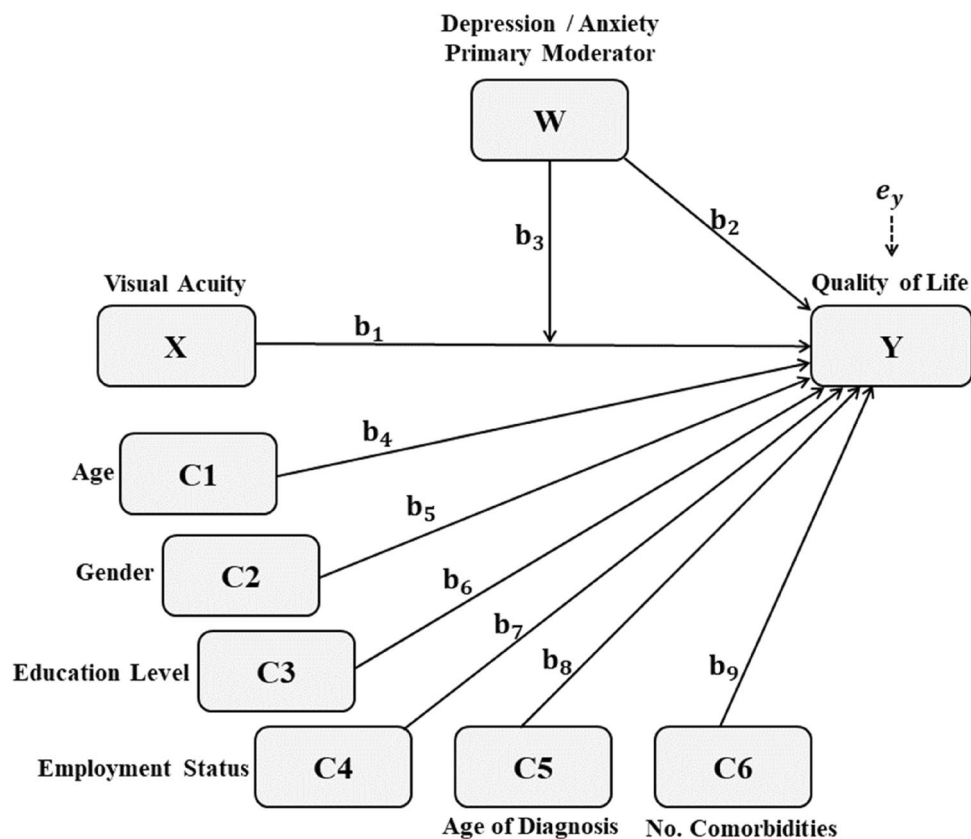 Depression / Anxiety
Primary Moderator
W
e_y
b₃
b₂
Visual Acuity
Quality of Life
X
b₁
Y
b₄
Age
C1
b₅
Gender
C2
b₆
b₇
Education Level
C3
b₈
b₉
Employment Status
C4
C5
C6
Age of Diagnosis
No. Comorbidities